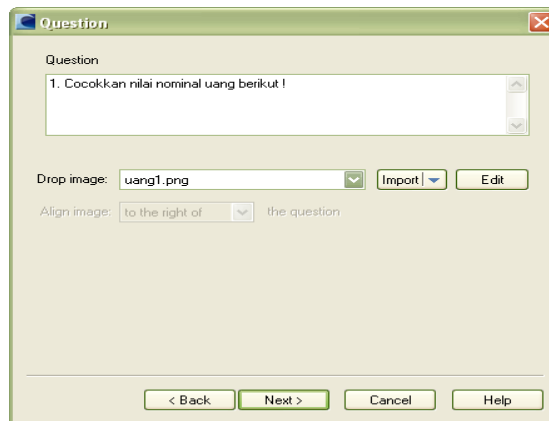 Question
Question
1. Cocokkan nilai nominal uang berikut !
Drop image: uang1.png Import Edit
Align image: to the right of the question
< Back Next > Cancel Help